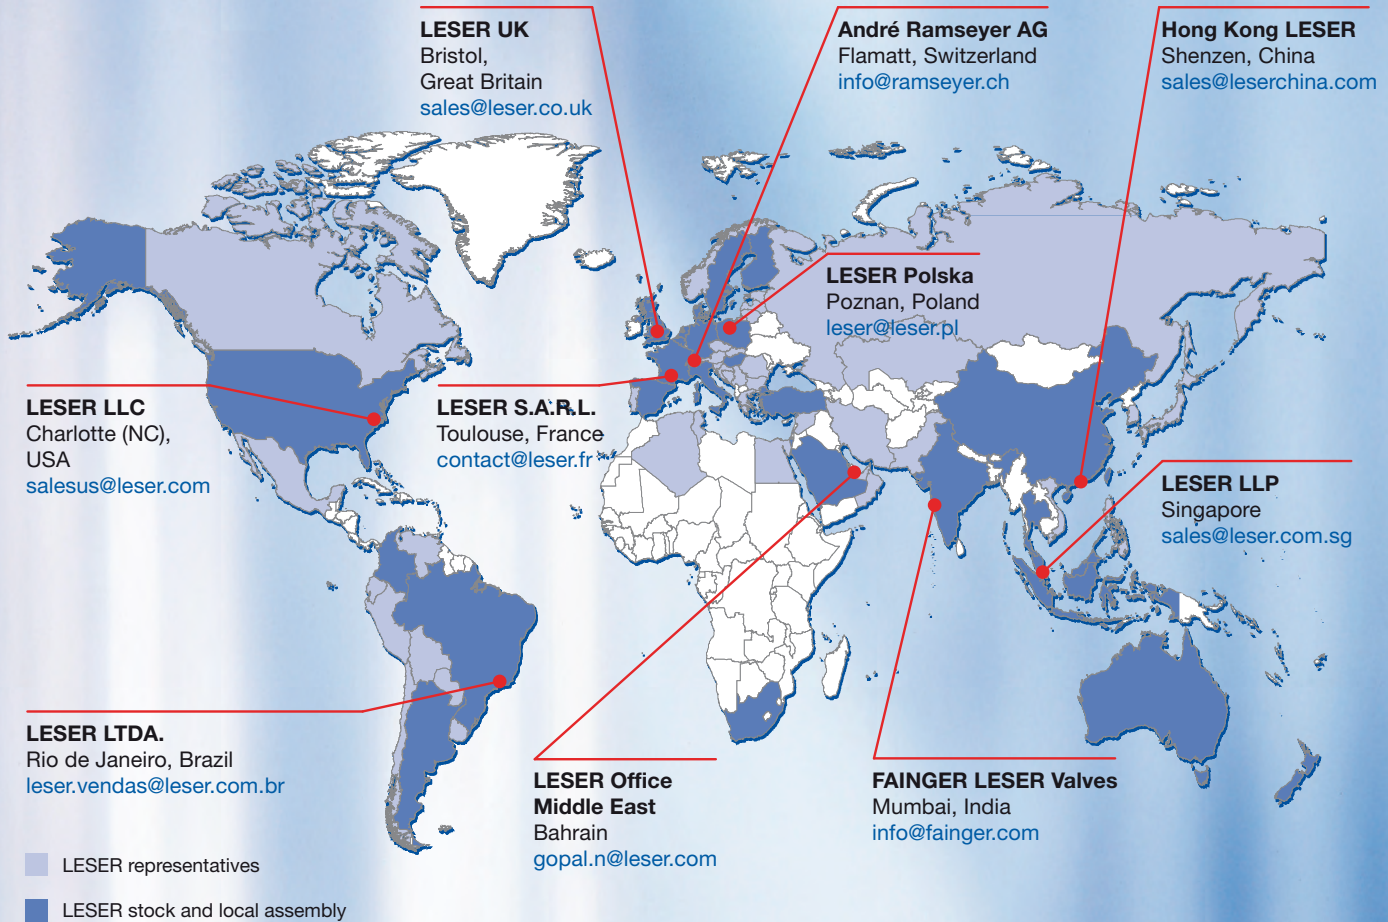 LESER UK
Bristol,
Great Britain
sales@leser.co.uk
André Ramseyer AG
Flamatt, Switzerland
info@ramseyer.ch
Hong Kong LESER
Shenzen, China
sales@leserchina.com
LESER Polska
Poznan, Poland
leser@leser.pl
LESER LLC
Charlotte (NC),
USA
salesus@leser.com
LESER S.A.R.L.
Toulouse, France
contact@leser.fr
LESER LLP
Singapore
sales@leser.com.sg
LESER LTDA.
Rio de Janeiro, Brazil
leser.vendas@leser.com.br
LESER Office
Middle East
Bahrain
gopal.n@leser.com
FAINGER LESER Valves
Mumbai, India
info@fainger.com
LESER representatives
LESER stock and local assembly